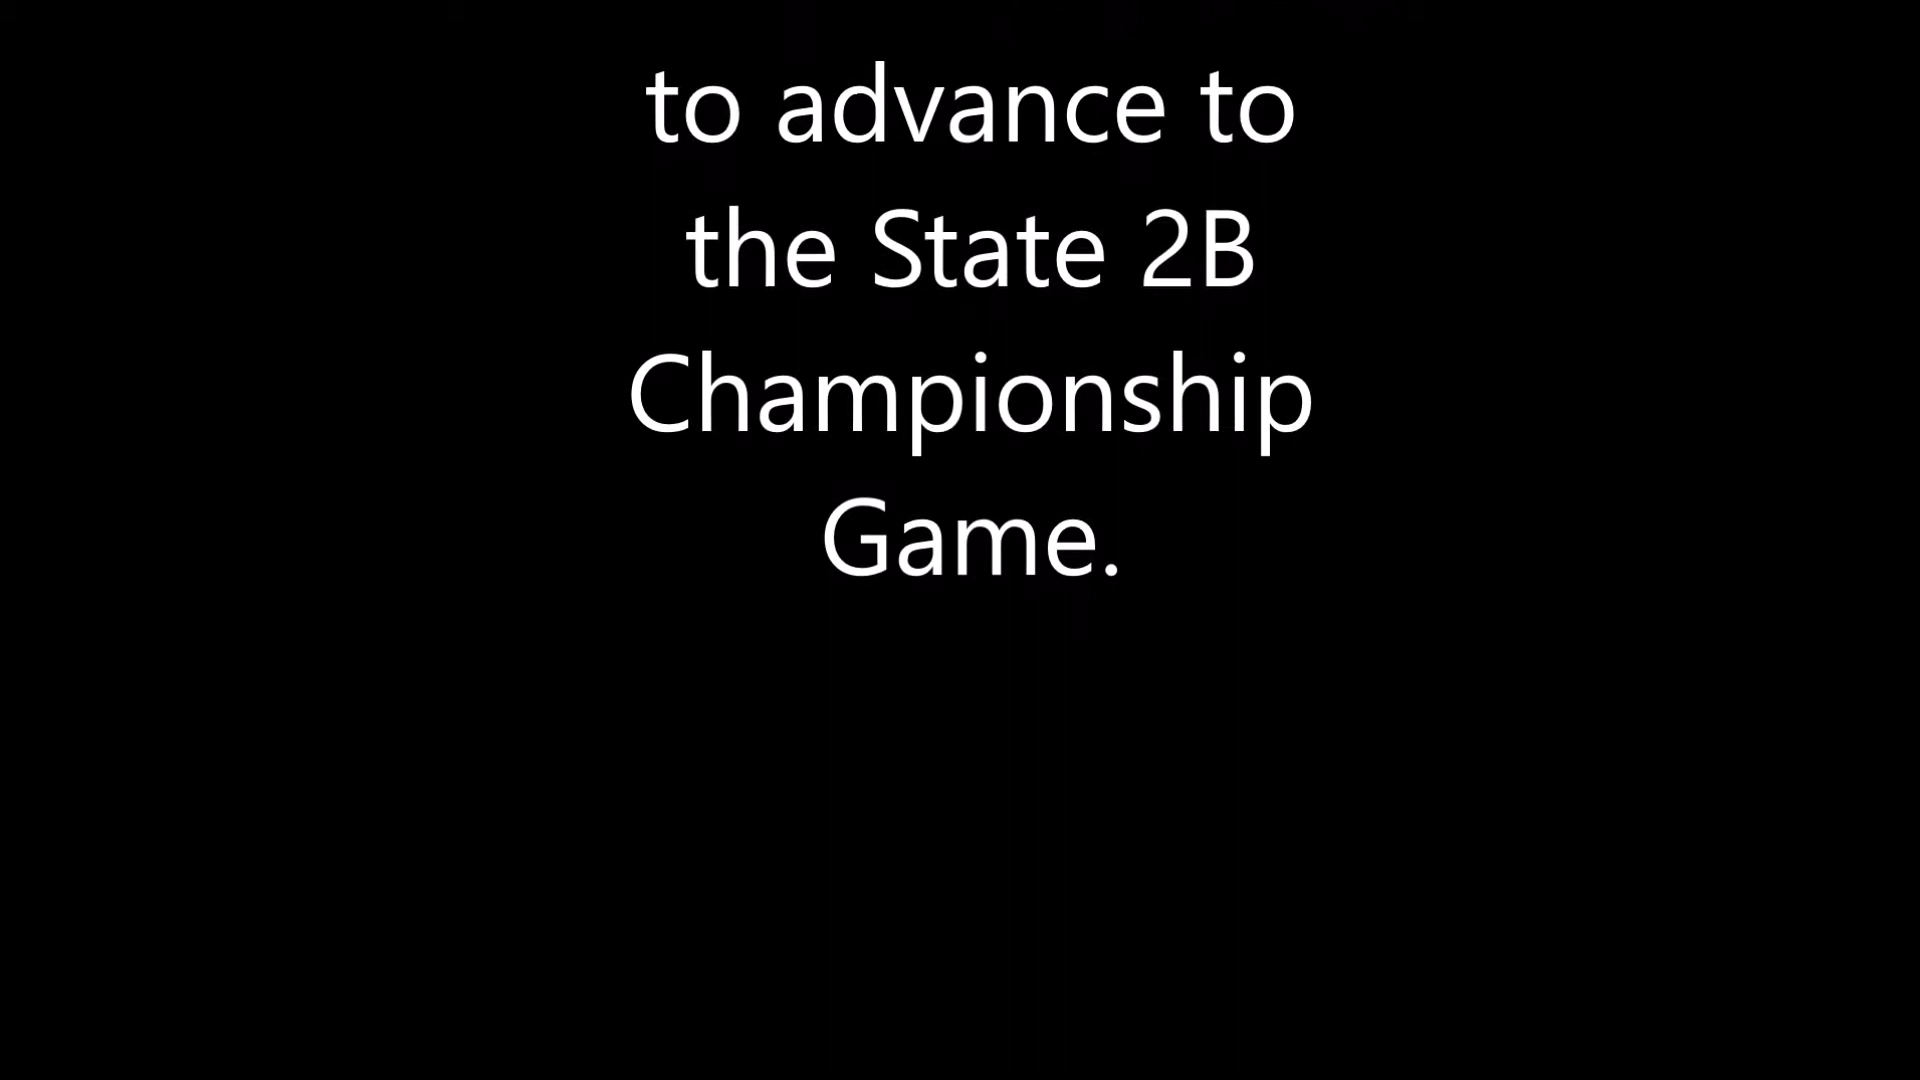 to advance to
the State 2B
Championship
Game.